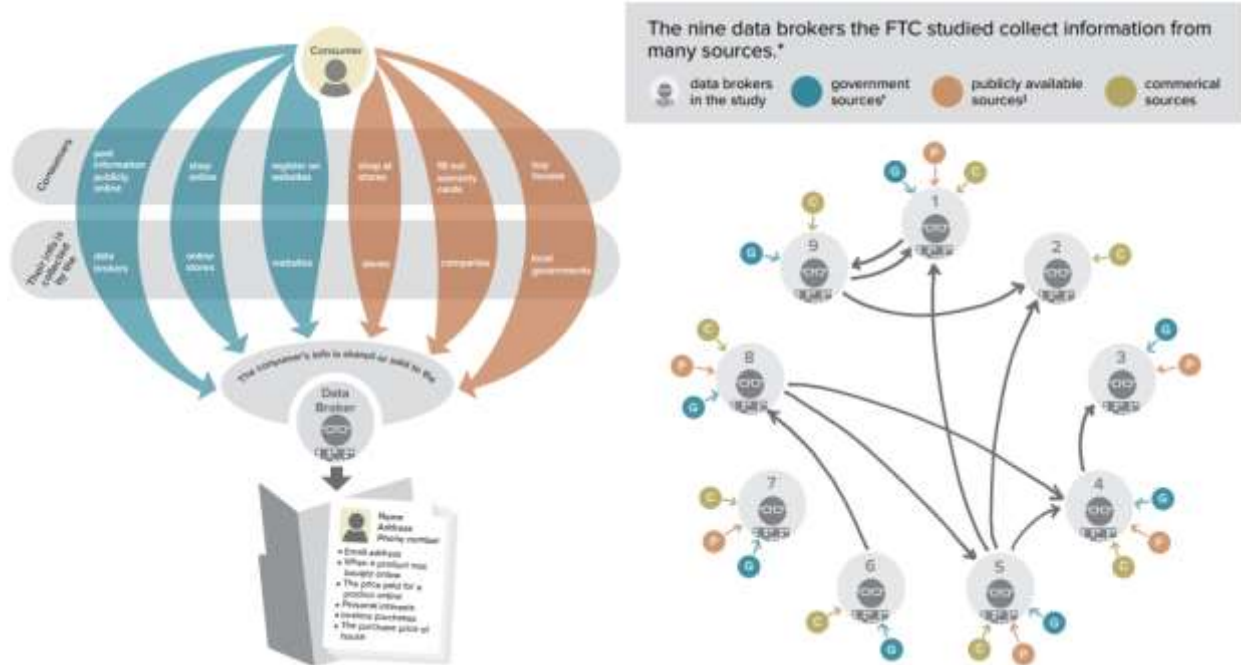 Consumer
Consumers
post
information
publicly
online
shop
online
register on
websites
shop at
stores
fill out
warranty
cards
buy
houses
Their info is
collected
by the
data
brokers
online
stores
websites
stores
companies
local
governments
The consumer's info is shared or sold to the
Data
Broker
Name
Address
Phone number
• Email address
• When a product was
bought online
• The price paid for a
product online
• Personal interests
purchases
• The purchase price of
house
The nine data brokers the FTC studied collect information from
many sources.*
data brokers
in the study
government
sources
publicly available
sources
commerical
sources
P
G
C
1
C
9
G
2
C
C
8
P
G
3
G
P
7
C
P
G
4
G
P
C
6
C
G
5
G
C
P